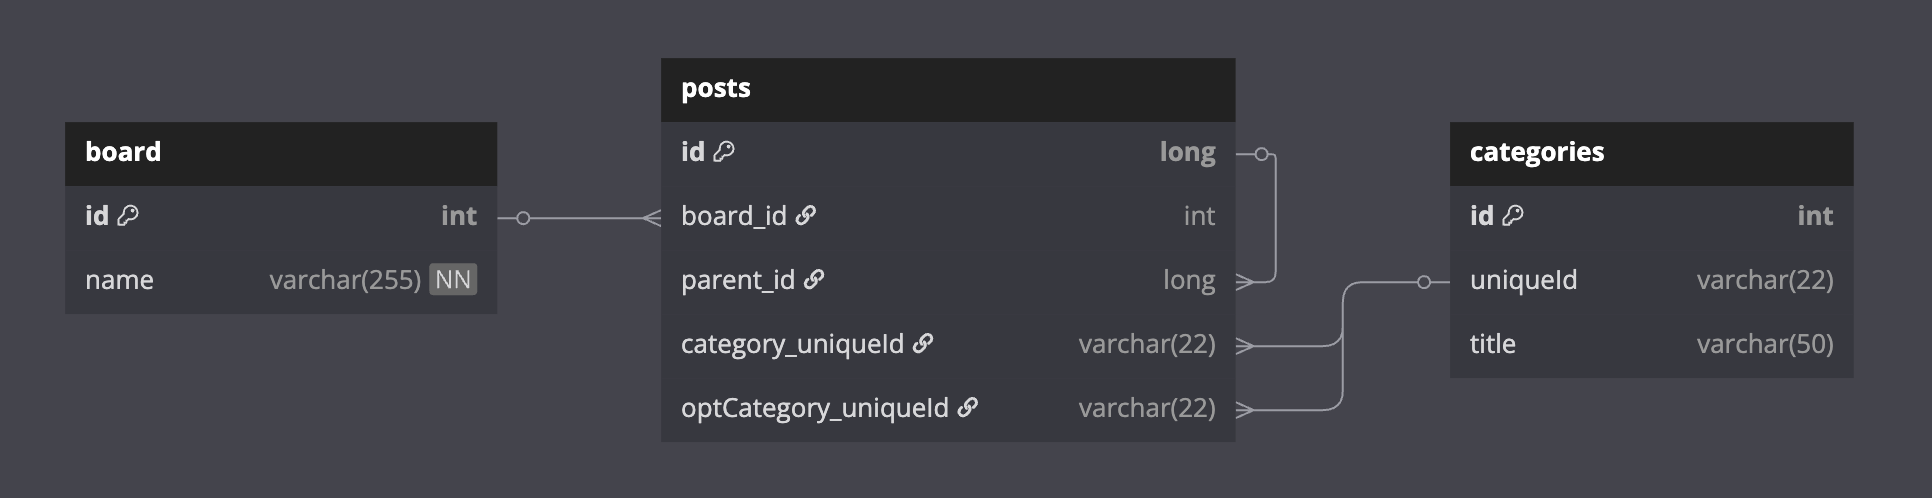 board
id int
name varchar(255) NN
posts
id long
board_id int
parent_id long
category_uniqueId varchar(22)
optCategory_uniqueId varchar(22)
categories
id int
uniqueId varchar(22)
title varchar(50)